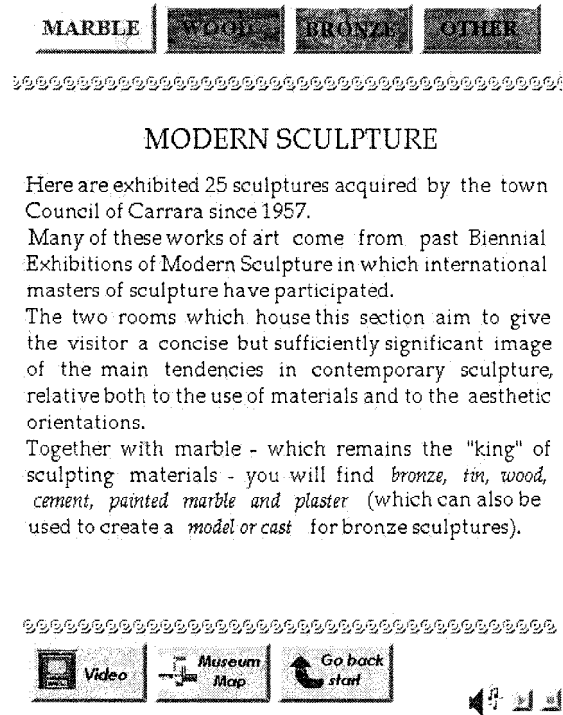 MARBLE WOOD BRONZE OTHER
MODERN SCULPTURE
Here are exhibited 25 sculptures acquired by the town
Council of Carrara since 1957.
Many of these works of art come from past Biennial
Exhibitions of Modern Sculpture in which international
masters of sculpture have participated.
The two rooms which house this section aim to give
the visitor a concise but sufficiently significant image
of the main tendencies in contemporary sculpture,
relative both to the use of materials and to the aesthetic
orientations.
Together with marble - which remains the "king" of
sculpting materials - you will find bronze, tin, wood,
cement, painted marble and plaster (which can also be
used to create a model or cast for bronze sculptures).
Video Museum Map Go back start